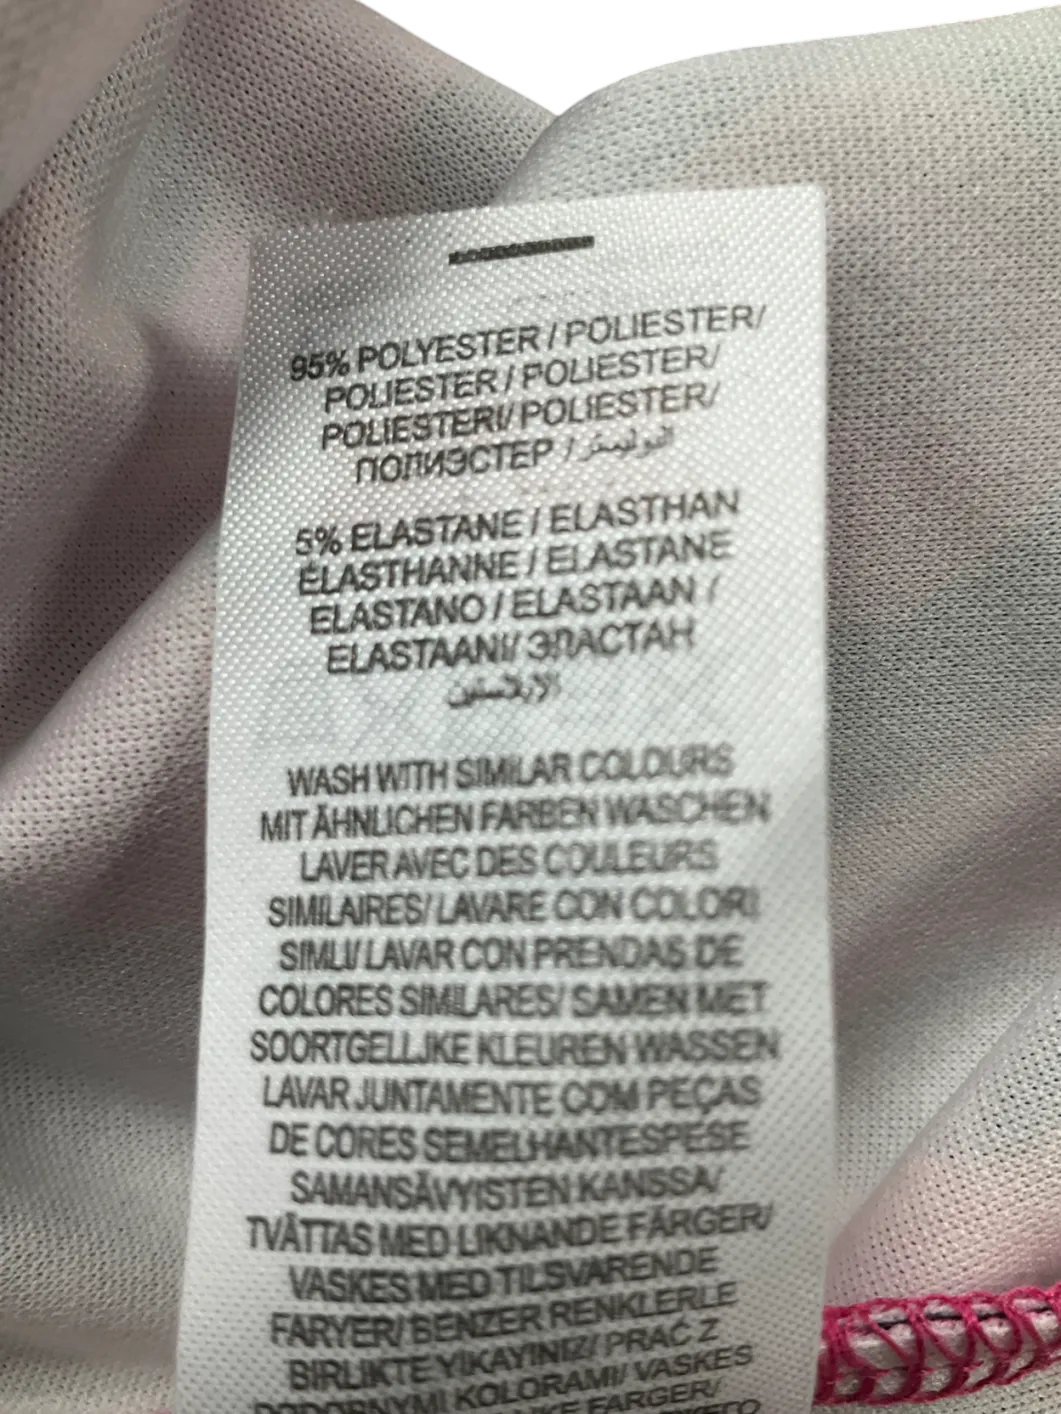 95% POLYESTER / POLIESTER/
POLIESTER / POLIESTER/
POLIESTERI/ POLIESTER/
ПОЛИЭСТЕР / البوليستر
5% ELASTANE / ELASTHAN
ÉLASTHANNE / ELASTANE
ELASTANO / ELASTAAN /
ELASTAANI/ ЭЛАСТАН
الإيلاستين
WASH WITH SIMILAR COLOURS
MIT ÄHNLICHEN FARBEN WASCHEN
LAVER AVEC DES COULEURS
SIMILAIRES/ LAVARE CON COLORI
SIMLI/ LAVAR CON PRENDAS DE
COLORES SIMILARES/ SAMEN MET
SOORTGELIJKE KLEUREN WASSEN
LAVAR JUNTAMENTE COM PEÇAS
DE CORES SEMELHANTESPESE
SAMANSÄVYISTEN KANSSA/
TVÄTTAS MED LIKNANDE FÄRGER/
VASKES MED TILSVARENDE
FARYER/ BENZER RENKLERLE
BIRLIKTE YIKAYINIZ/ PRAĆ Z
PODOBNYMI KOLORAMI/ VASKES
FARGER/